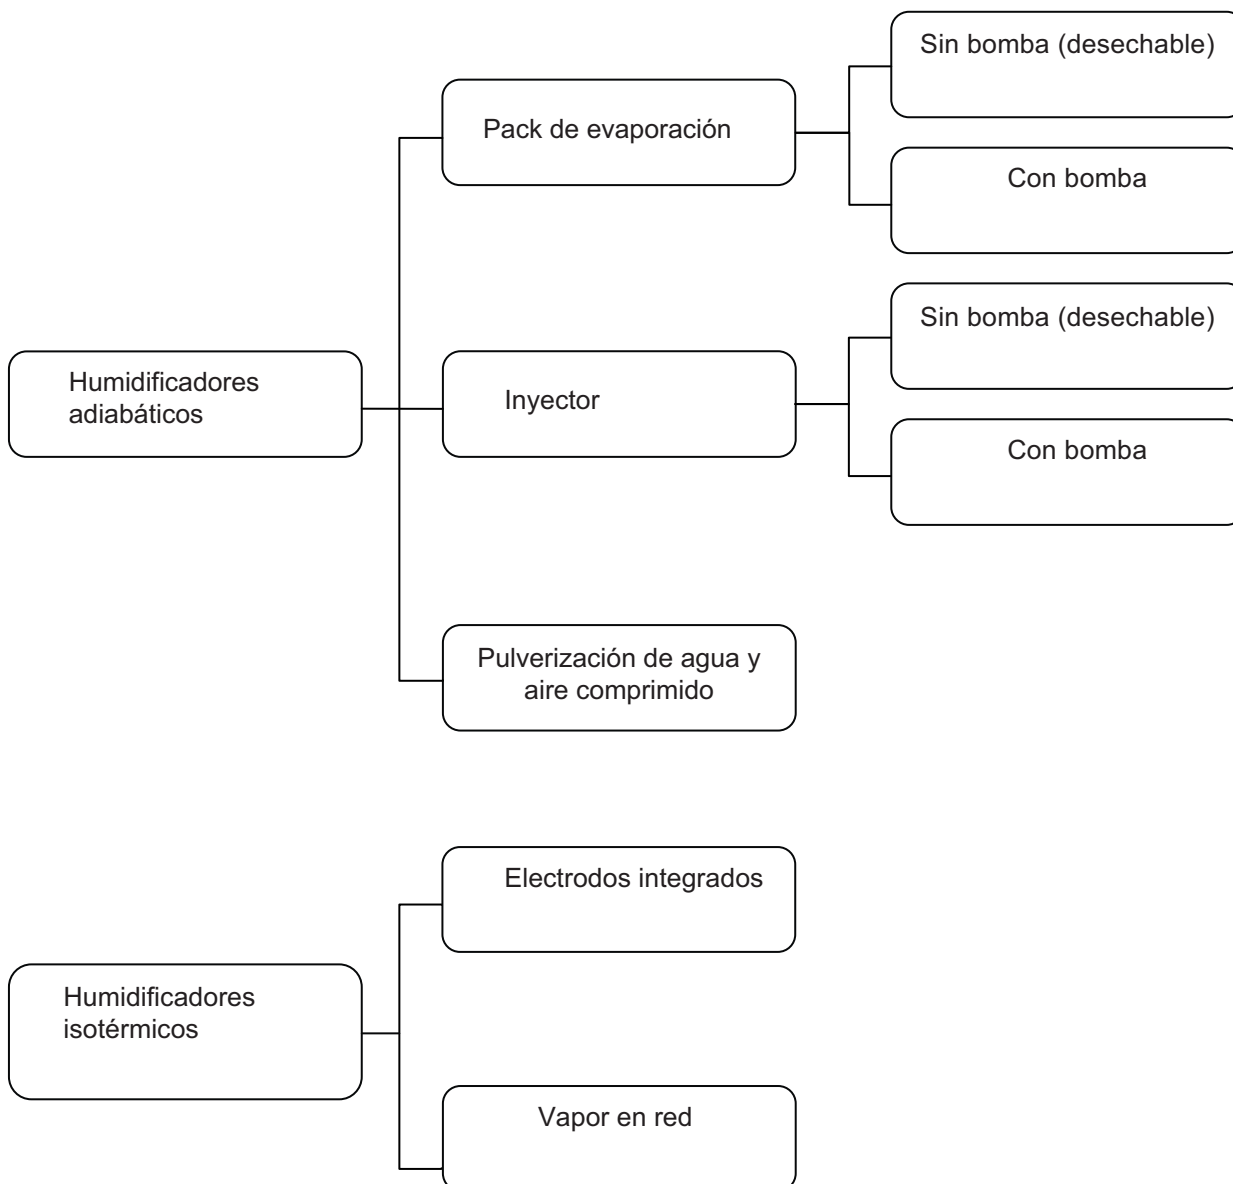 Sin bomba (desechable)
Pack de evaporación
Con bomba
Sin bomba (desechable)
Humidificadores
adiabáticos
Inyector
Con bomba
Pulverización de agua y
aire comprimido
Electrodos integrados
Humidificadores
isotérmicos
Vapor en red